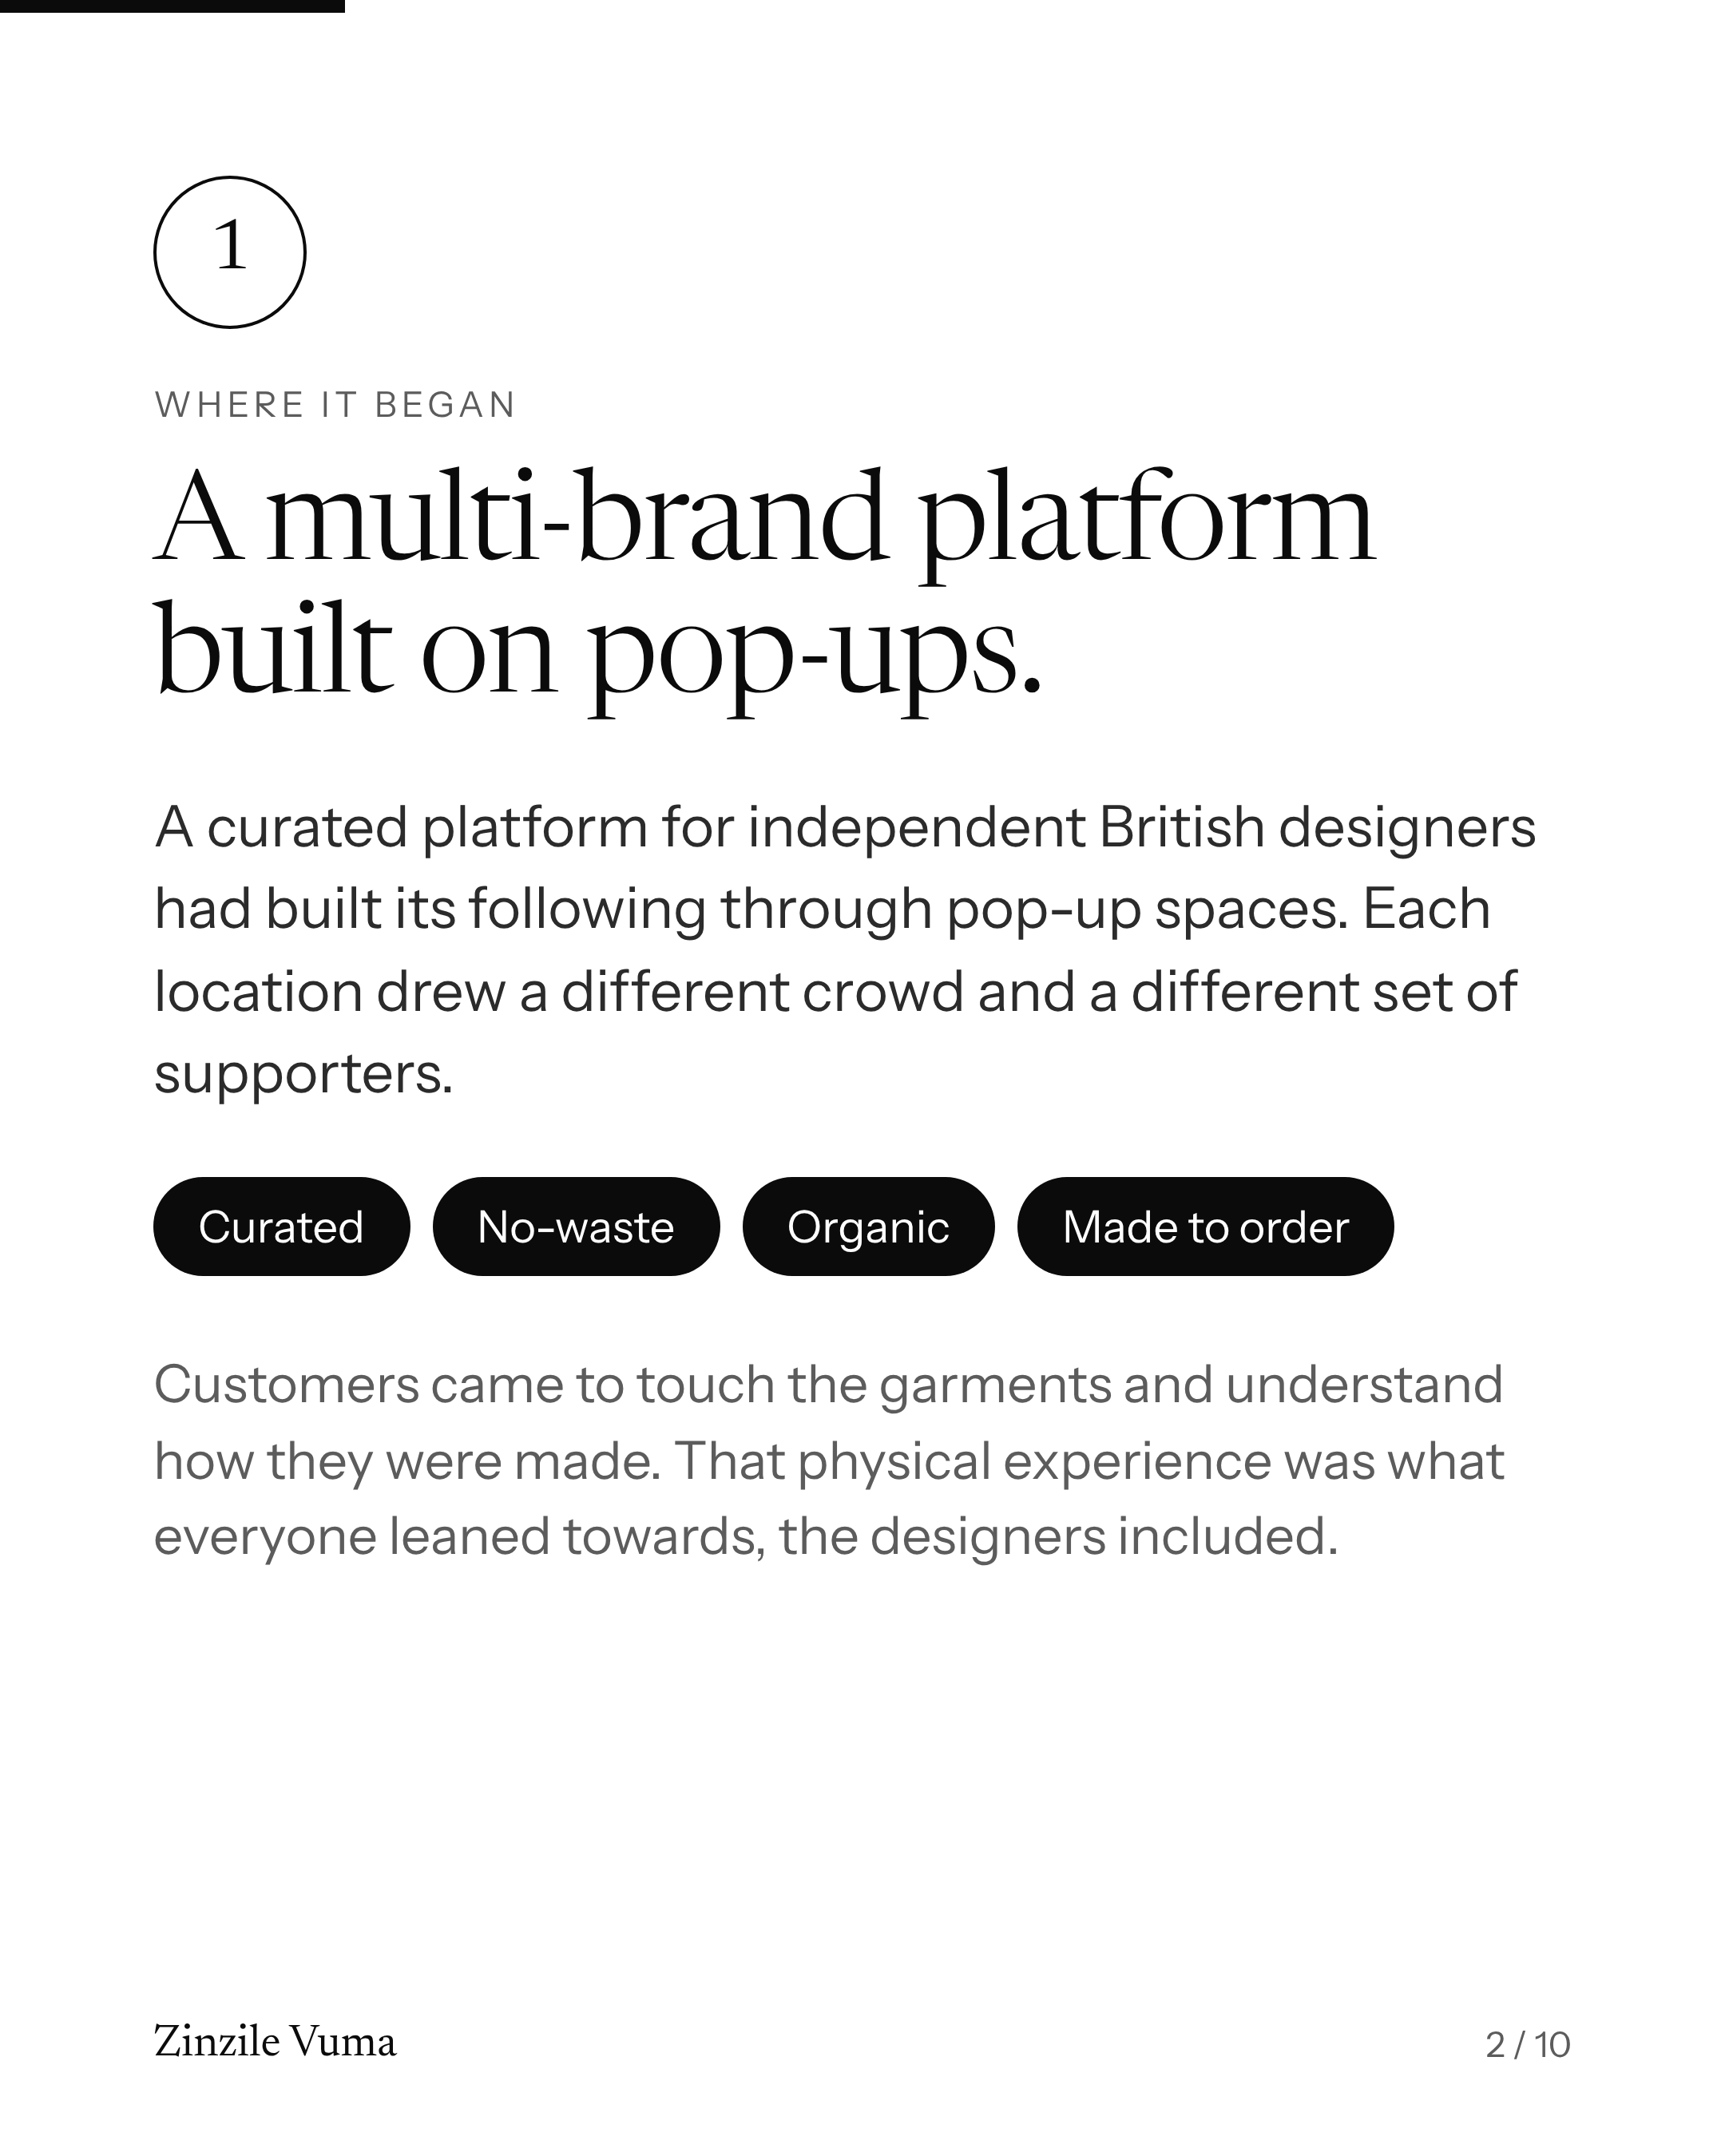 1
WHERE IT BEGAN
A multi-brand platform
built on pop-ups.
A curated platform for independent British designers
had built its following through pop-up spaces. Each
location drew a different crowd and a different set of
supporters.
Curated No-waste Organic Made to order
Customers came to touch the garments and understand
how they were made. That physical experience was what
everyone leaned towards, the designers included.
Zinzile Vuma 2 / 10